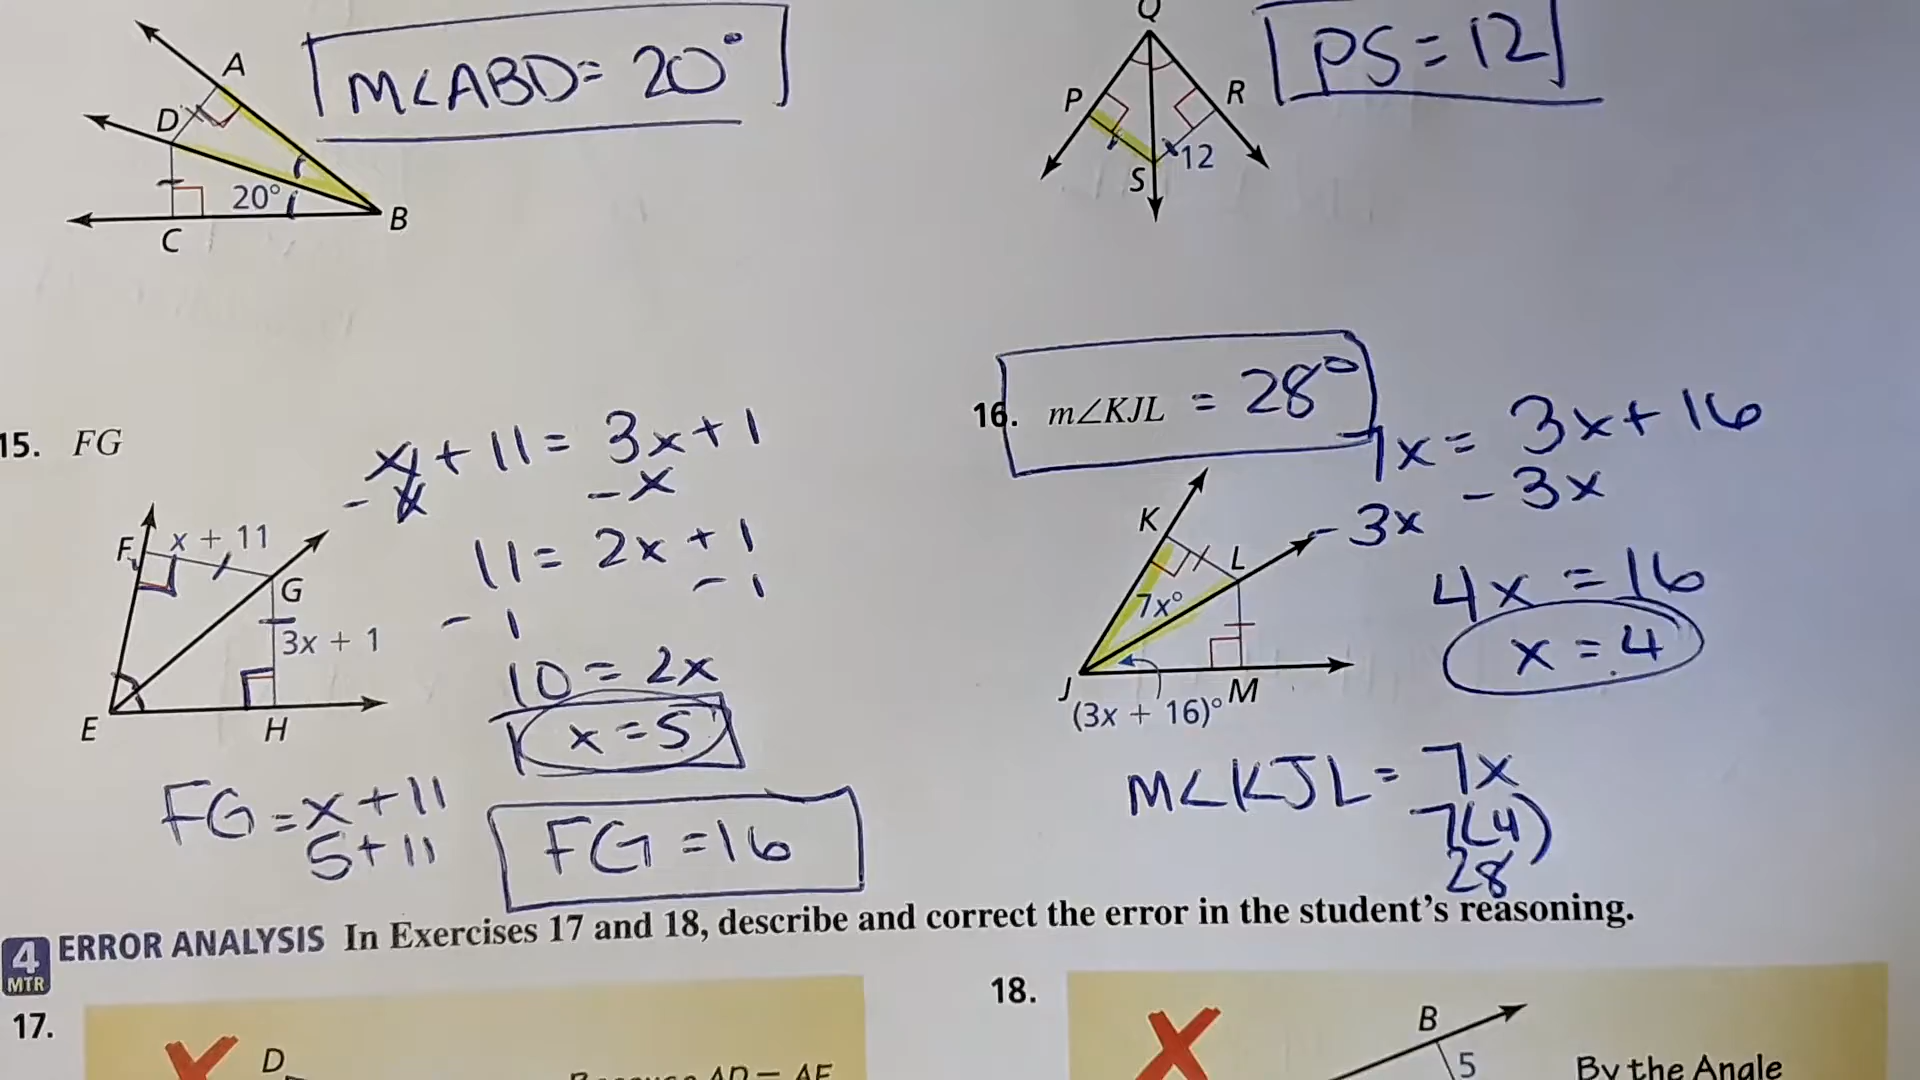 m∠ABD = 20°
A
D
20°
C
B
Q
P
R
S
12
PS = 12
15. FG
x + 11 = 3x + 1
- x - x
11 = 2x + 1
- 1 - 1
10 = 2x
x = 5
F
x + 11
G
3x + 1
E
H
FG = x + 11
5 + 11
FG = 16
16. m∠KJL = 28°
7x = 3x + 16
- 3x - 3x
4x = 16
x = 4
K
L
7x°
J
M
(3x + 16)°
m∠KJL = 7x
7(4)
28
4
MTR
ERROR ANALYSIS In Exercises 17 and 18, describe and correct the error in the student's reasoning.
17.
D
AD = AE
18.
B
5
By the Angle